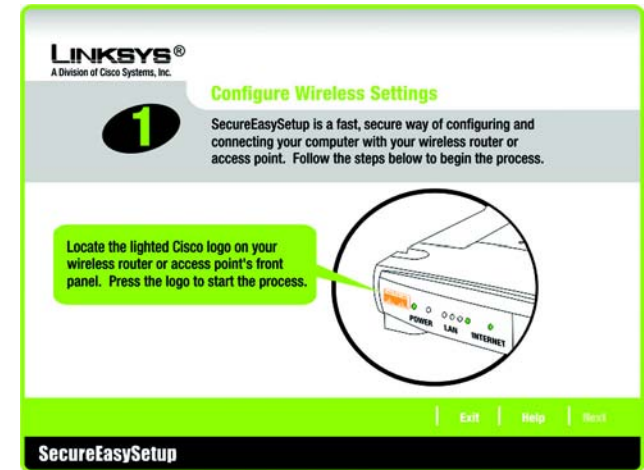 LINKSYS®
A Division of Cisco Systems, Inc.
1
Configure Wireless Settings
SecureEasySetup is a fast, secure way of configuring and
connecting your computer with your wireless router or
access point. Follow the steps below to begin the process.
Locate the lighted Cisco logo on your
wireless router or access point's front
panel. Press the logo to start the process.
POWER LAN INTERNET
Exit Help Next
SecureEasySetup